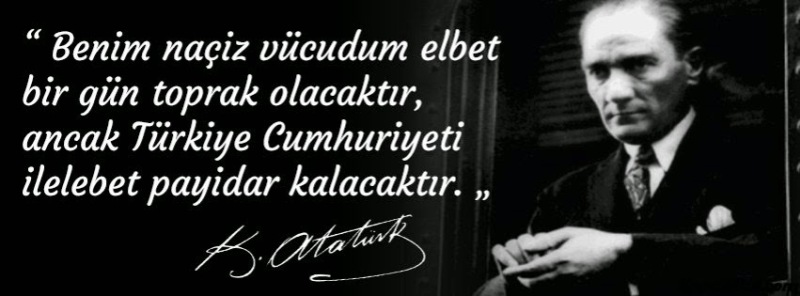 “ Benim naçiz vücudum elbet
bir gün toprak olacaktır,
ancak Türkiye Cumhuriyeti
ilelebet payidar kalacaktır. „
K. Atatürk